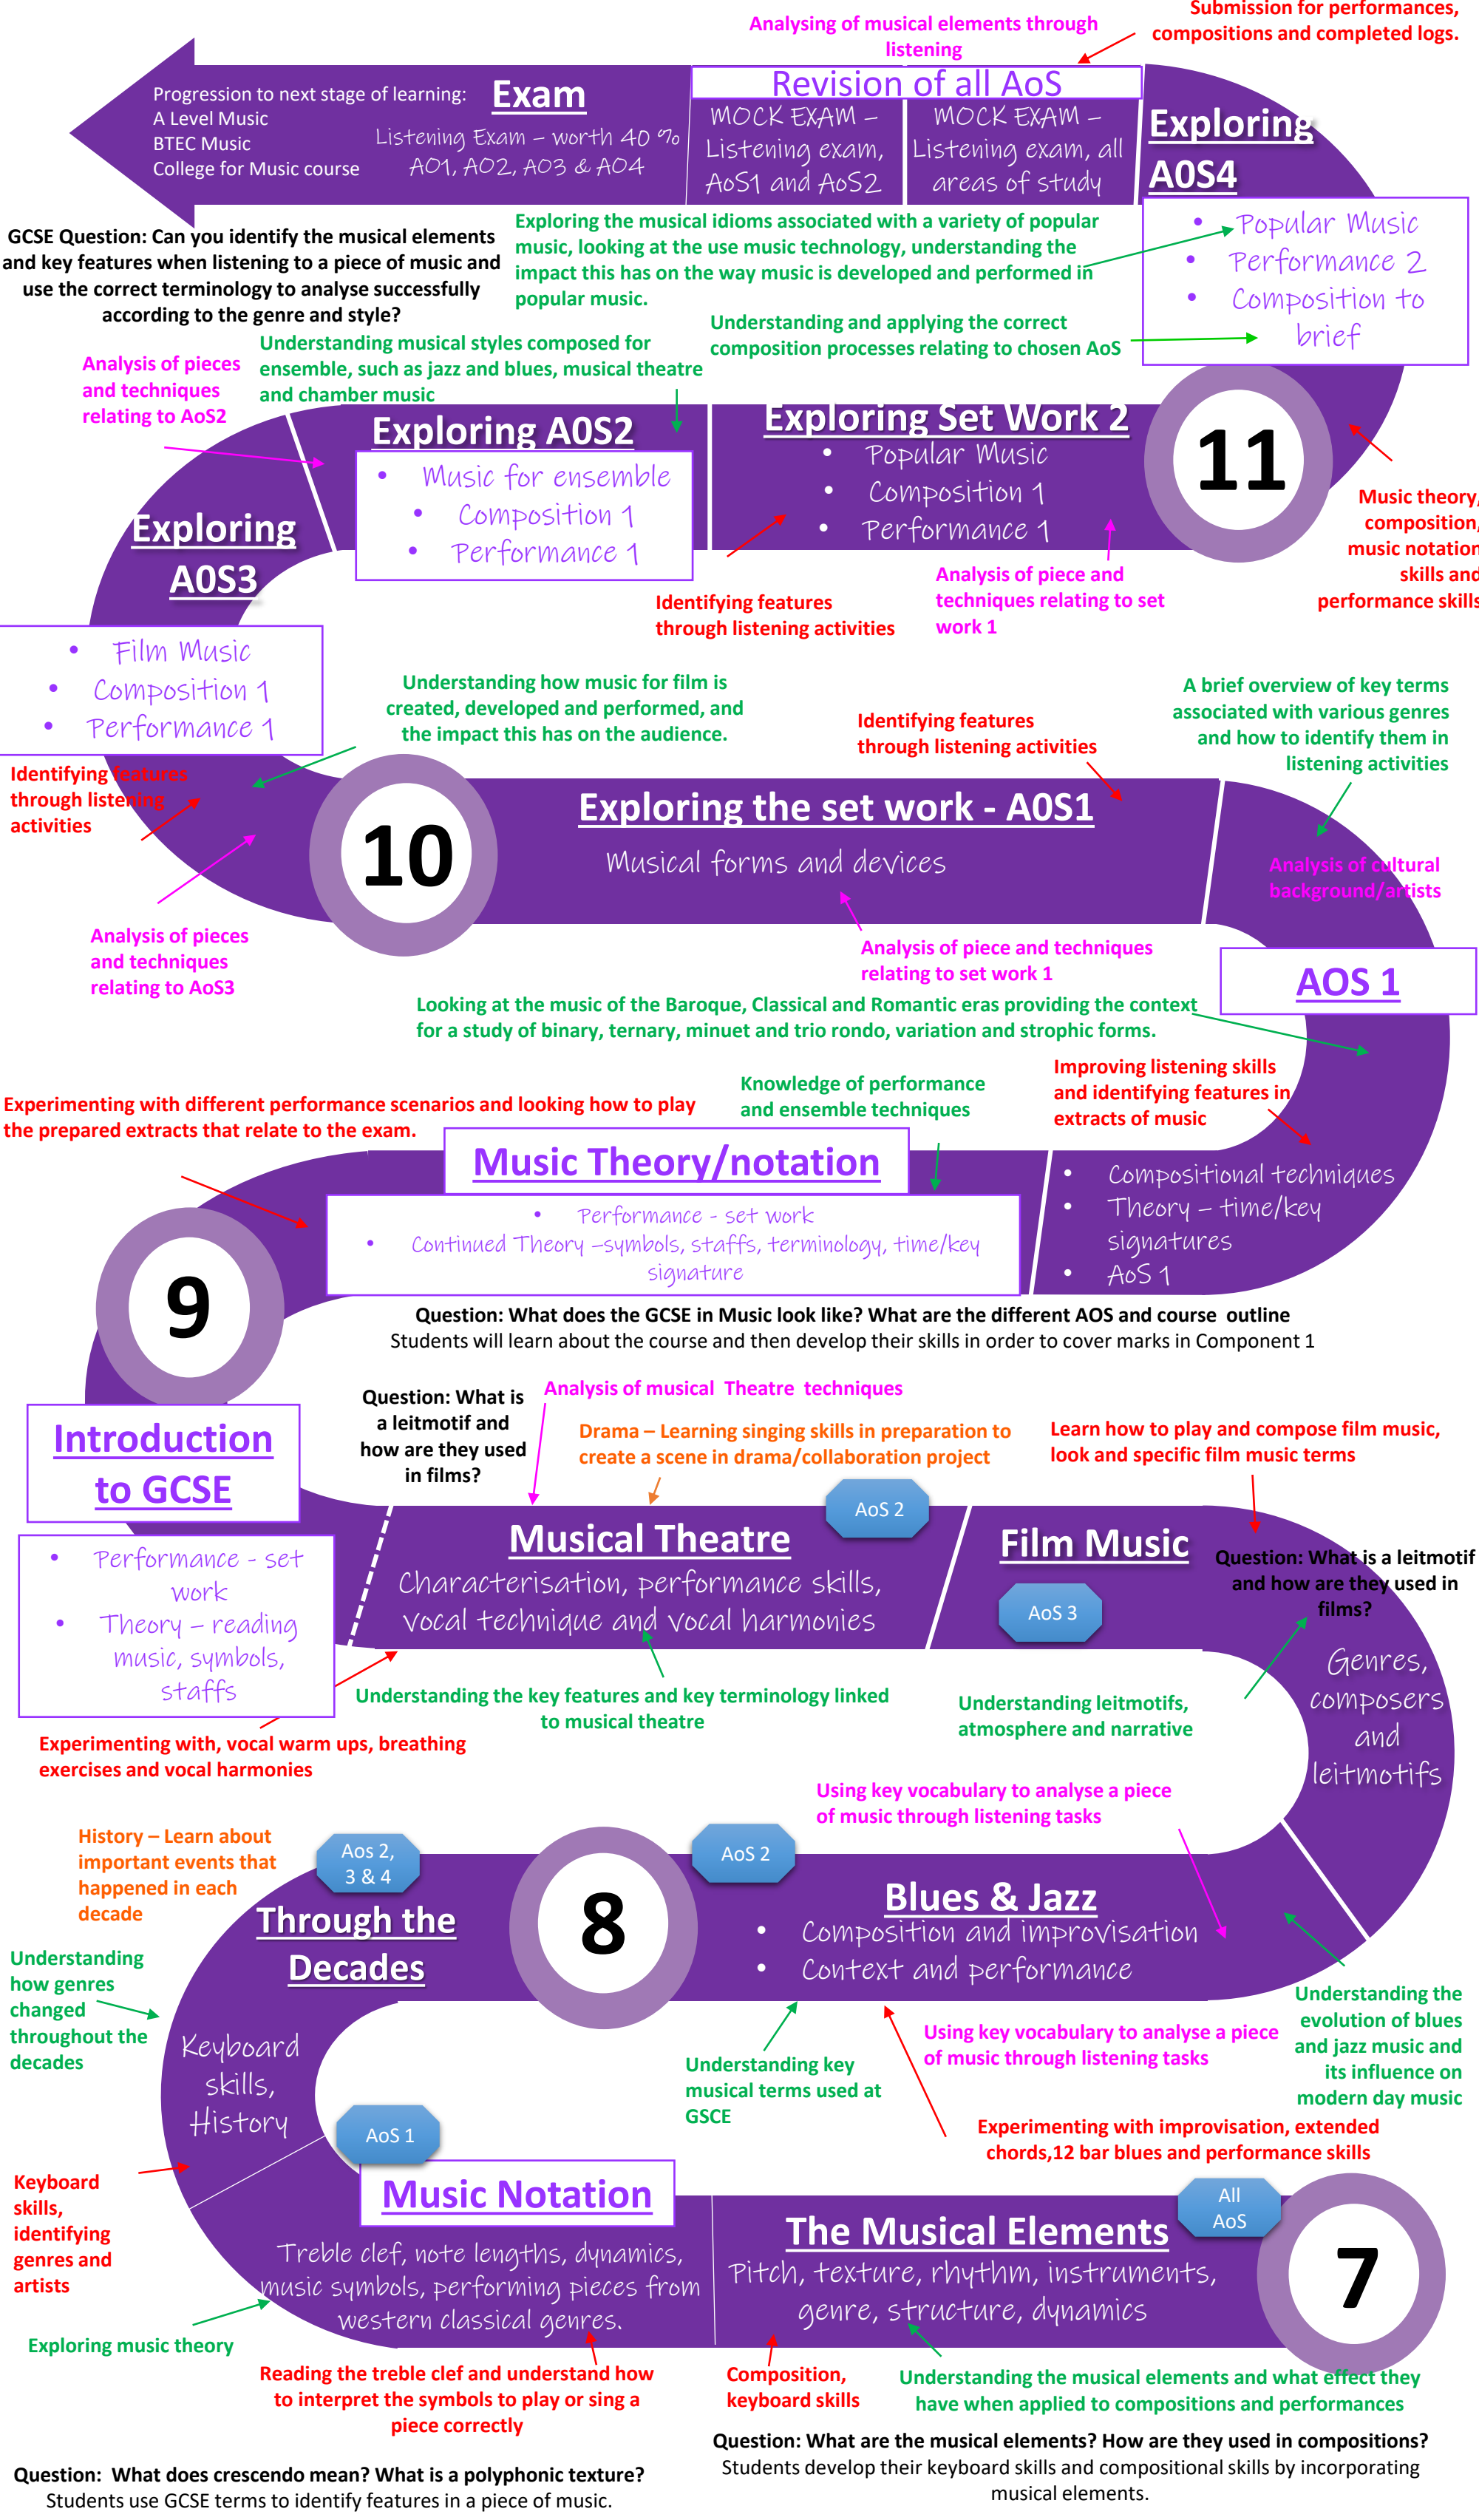 Submission for performances,
compositions and completed logs.
Analysing of musical elements through
listening
Revision of all AoS
Progression to next stage of learning:
A Level Music
BTEC Music
College for Music course
Exam
Listening Exam – worth 40 %
AO1, AO2, AO3 & AO4
MOCK EXAM –
Listening exam,
AoS1 and AoS2
MOCK EXAM –
Listening exam, all
areas of study
Exploring
A0S4
• Popular Music
• Performance 2
• Composition to
brief
GCSE Question: Can you identify the musical elements
and key features when listening to a piece of music and
use the correct terminology to analyse successfully
according to the genre and style?
Exploring the musical idioms associated with a variety of popular
music, looking at the use music technology, understanding the
impact this has on the way music is developed and performed in
popular music.
Understanding and applying the correct
composition processes relating to chosen AoS
Understanding musical styles composed for
ensemble, such as jazz and blues, musical theatre
and chamber music
Analysis of pieces
and techniques
relating to AoS2
Exploring A0S2
• Music for ensemble
• Composition 1
• Performance 1
Exploring Set Work 2
• Popular Music
• Composition 1
• Performance 1
11
Music theory,
composition,
music notation
skills and
performance skills
Identifying features
through listening activities
Analysis of piece and
techniques relating to set
work 1
Exploring
A0S3
• Film Music
• Composition 1
• Performance 1
Understanding how music for film is
created, developed and performed, and
the impact this has on the audience.
Identifying features
through listening
activities
Analysis of pieces
and techniques
relating to AoS3
10
Identifying features
through listening activities
A brief overview of key terms
associated with various genres
and how to identify them in
listening activities
Exploring the set work - A0S1
Musical forms and devices
Analysis of cultural
background/artists
Analysis of piece and techniques
relating to set work 1
AOS 1
Looking at the music of the Baroque, Classical and Romantic eras providing the context
for a study of binary, ternary, minuet and trio rondo, variation and strophic forms.
Improving listening skills
and identifying features in
extracts of music
Knowledge of performance
and ensemble techniques
Experimenting with different performance scenarios and looking how to play
the prepared extracts that relate to the exam.
Music Theory/notation
• Performance - set work
• Continued Theory –symbols, staffs, terminology, time/key
signature
• Compositional techniques
• Theory – time/key
signatures
• AoS 1
9
Question: What does the GCSE in Music look like? What are the different AOS and course outline
Students will learn about the course and then develop their skills in order to cover marks in Component 1
Introduction
to GCSE
• Performance - set
work
• Theory – reading
music, symbols,
staffs
Question: What is
a leitmotif and
how are they used
in films?
Analysis of musical Theatre techniques
Drama – Learning singing skills in preparation to
create a scene in drama/collaboration project
Learn how to play and compose film music,
look and specific film music terms
AoS 2
Musical Theatre
Characterisation, performance skills,
vocal technique and vocal harmonies
Film Music
AoS 3
Question: What is a leitmotif
and how are they used in
films?
Genres,
composers
and
leitmotifs
Understanding the key features and key terminology linked
to musical theatre
Understanding leitmotifs,
atmosphere and narrative
Experimenting with, vocal warm ups, breathing
exercises and vocal harmonies
Using key vocabulary to analyse a piece
of music through listening tasks
History – Learn about
important events that
happened in each
decade
Aos 2,
3 & 4
Through the
Decades
8
AoS 2
Blues & Jazz
• Composition and improvisation
• Context and performance
Understanding
how genres
changed
throughout the
decades
Keyboard
skills,
History
Understanding key
musical terms used at
GSCE
Using key vocabulary to analyse a piece
of music through listening tasks
Understanding the
evolution of blues
and jazz music and
its influence on
modern day music
Experimenting with improvisation, extended
chords,12 bar blues and performance skills
AoS 1
Keyboard
skills,
identifying
genres and
artists
Music Notation
Treble clef, note lengths, dynamics,
music symbols, performing pieces from
western classical genres.
All
AoS
The Musical Elements
Pitch, texture, rhythm, instruments,
genre, structure, dynamics
7
Exploring music theory
Reading the treble clef and understand how
to interpret the symbols to play or sing a
piece correctly
Composition,
keyboard skills
Understanding the musical elements and what effect they
have when applied to compositions and performances
Question: What are the musical elements? How are they used in compositions?
Students develop their keyboard skills and compositional skills by incorporating
musical elements.
Question: What does crescendo mean? What is a polyphonic texture?
Students use GCSE terms to identify features in a piece of music.